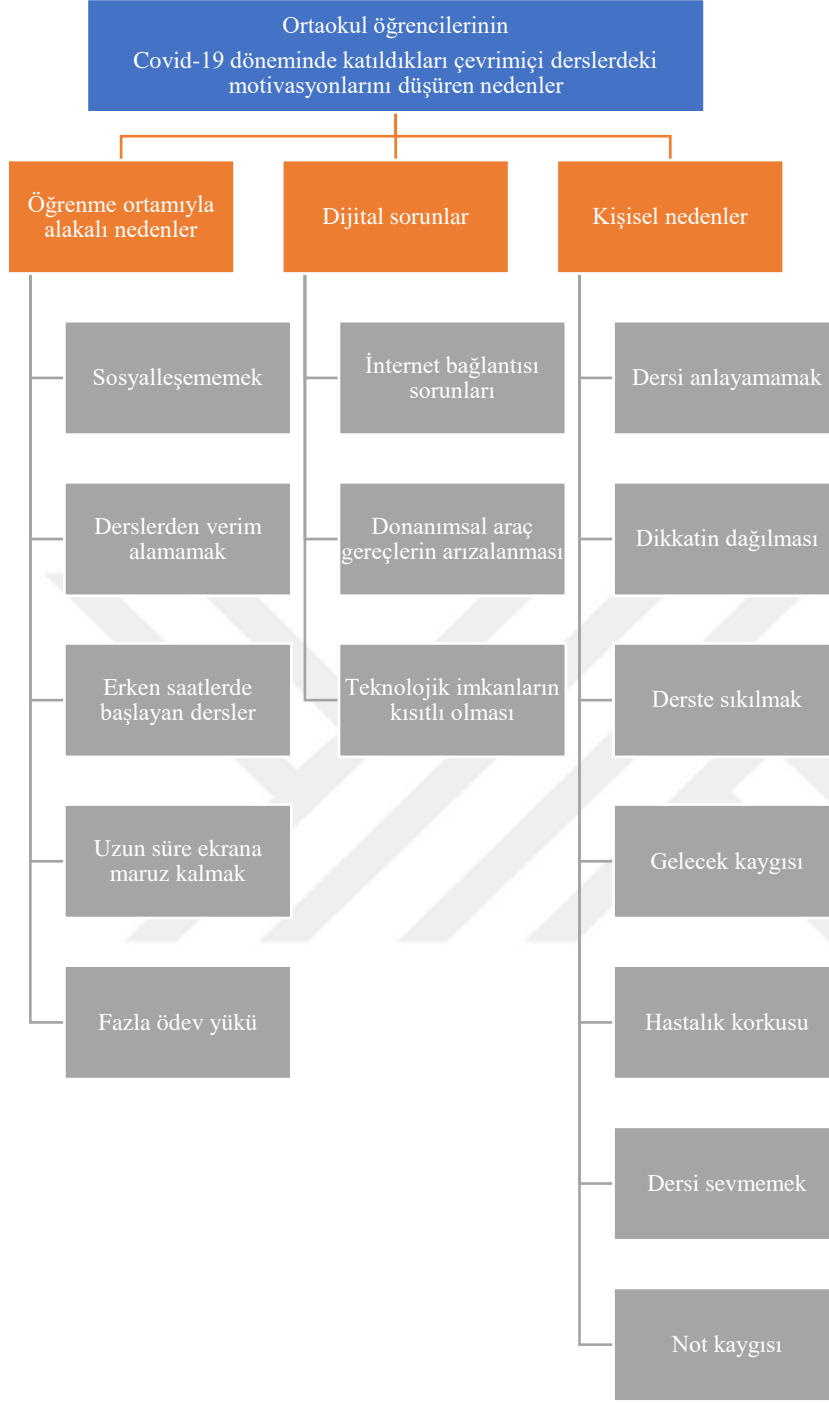 Ortaokul öğrencilerinin
Covid-19 döneminde katıldıkları çevrimiçi derslerdeki
motivasyonlarını düşüren nedenler
Öğrenme ortamıyla
alakalı nedenler
Sosyalleşememek
Derslerden verim
alamamak
Erken saatlerde
başlayan dersler
Uzun süre ekrana
maruz kalmak
Fazla ödev yükü
Dijital sorunlar
İnternet bağlantısı
sorunları
Donanımsal araç
gereçlerin arızalanması
Teknolojik imkanların
kısıtlı olması
Kişisel nedenler
Dersi anlayamamak
Dikkatin dağılması
Derste sıkılmak
Gelecek kaygısı
Hastalık korkusu
Dersi sevmemek
Not kaygısı